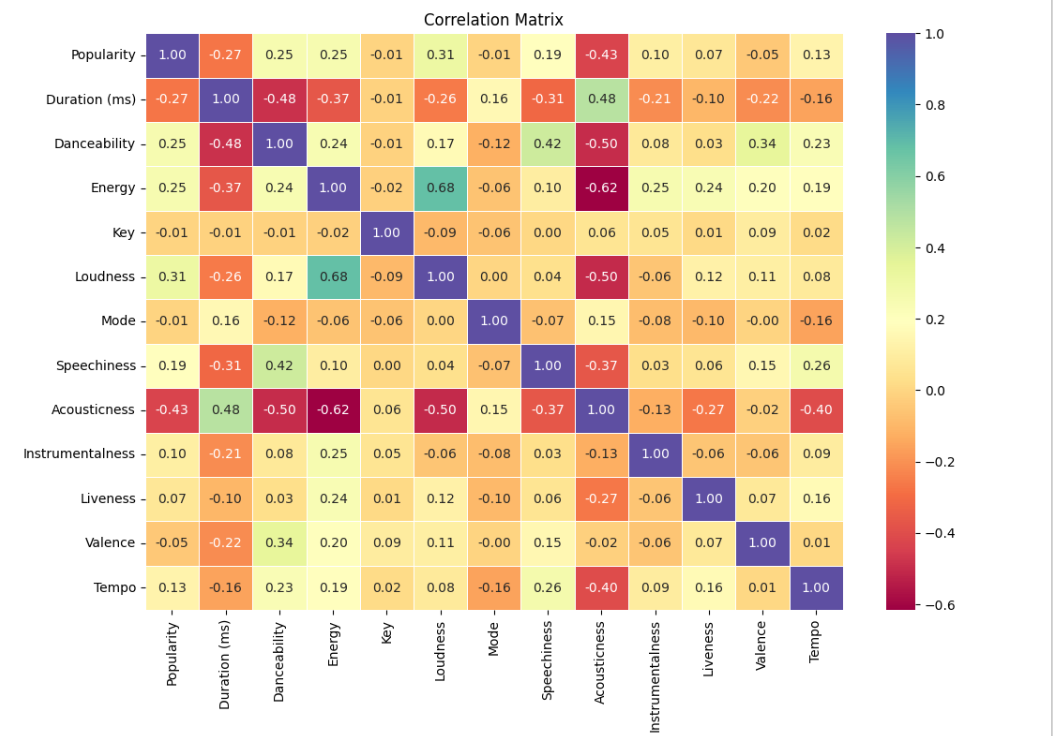 Correlation Matrix
Popularity 1.00 -0.27 0.25 0.25 -0.01 0.31 -0.01 0.19 -0.43 0.10 0.07 -0.05 0.13
Duration (ms) -0.27 1.00 -0.48 -0.37 -0.01 -0.26 0.16 -0.31 0.48 -0.21 -0.10 -0.22 -0.16
Danceability 0.25 -0.48 1.00 0.24 -0.01 0.17 -0.12 0.42 -0.50 0.08 0.03 0.34 0.23
Energy 0.25 -0.37 0.24 1.00 -0.02 0.68 -0.06 0.10 -0.62 0.25 0.24 0.20 0.19
Key -0.01 -0.01 -0.01 -0.02 1.00 -0.09 -0.06 0.00 0.06 0.05 0.01 0.09 0.02
Loudness 0.31 -0.26 0.17 0.68 -0.09 1.00 0.00 0.04 -0.50 -0.06 0.12 0.11 0.08
Mode -0.01 0.16 -0.12 -0.06 -0.06 0.00 1.00 -0.07 0.15 -0.08 -0.10 -0.00 -0.16
Speechiness 0.19 -0.31 0.42 0.10 0.00 0.04 -0.07 1.00 -0.37 0.03 0.06 0.15 0.26
Acousticness -0.43 0.48 -0.50 -0.62 0.06 -0.50 0.15 -0.37 1.00 -0.13 -0.27 -0.02 -0.40
Instrumentalness 0.10 -0.21 0.08 0.25 0.05 -0.06 -0.08 0.03 -0.13 1.00 -0.06 -0.06 0.09
Liveness 0.07 -0.10 0.03 0.24 0.01 0.12 -0.10 0.06 -0.27 -0.06 1.00 0.07 0.16
Valence -0.05 -0.22 0.34 0.20 0.09 0.11 -0.00 0.15 -0.02 -0.06 0.07 1.00 0.01
Tempo 0.13 -0.16 0.23 0.19 0.02 0.08 -0.16 0.26 -0.40 0.09 0.16 0.01 1.00
Popularity
Duration (ms)
Danceability
Energy
Key
Loudness
Mode
Speechiness
Acousticness
Instrumentalness
Liveness
Valence
Tempo
1.0
0.8
0.6
0.4
0.2
0.0
−0.2
−0.4
−0.6